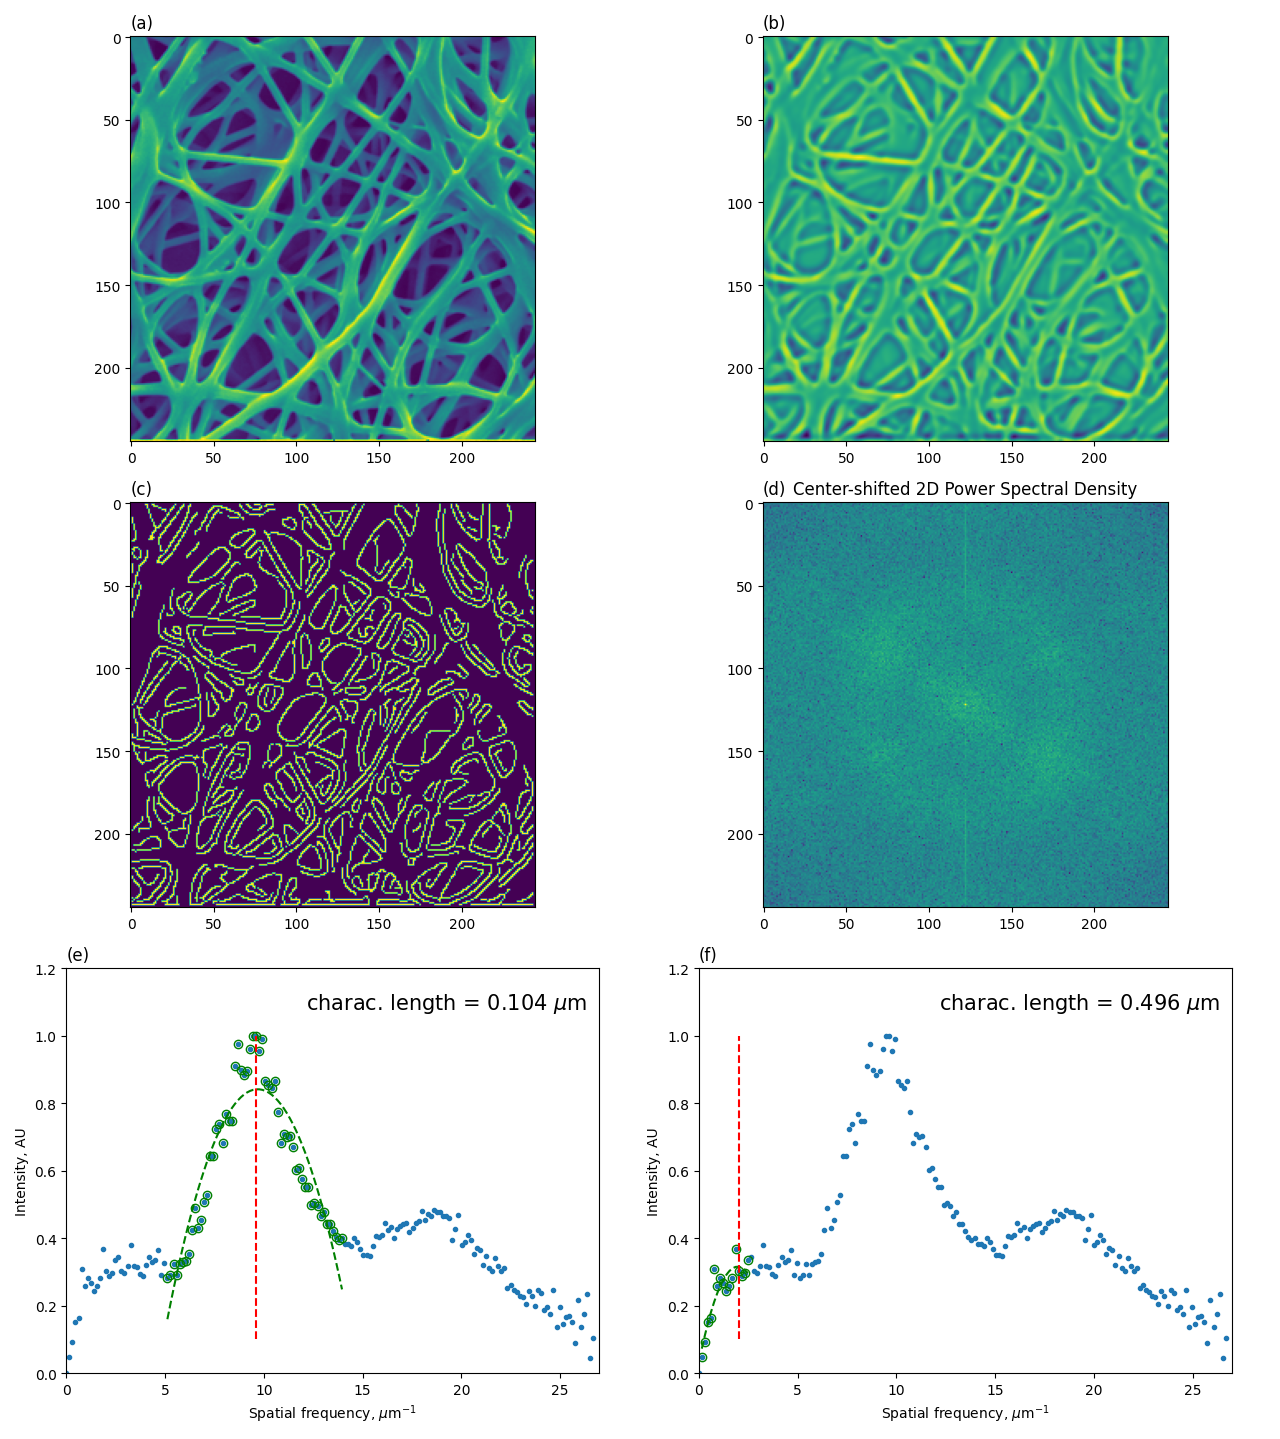 (a)
0
50
100
150
200
0 50 100 150 200
(b)
0
50
100
150
200
0 50 100 150 200
(c)
0
50
100
150
200
0 50 100 150 200
(d) Center-shifted 2D Power Spectral Density
0
50
100
150
200
0 50 100 150 200
(e)
charac. length = 0.104 μm
Intensity, AU
1.2
1.0
0.8
0.6
0.4
0.2
0.0
0 5 10 15 20 25
Spatial frequency, μm⁻¹
(f)
charac. length = 0.496 μm
Intensity, AU
1.2
1.0
0.8
0.6
0.4
0.2
0.0
0 5 10 15 20 25
Spatial frequency, μm⁻¹